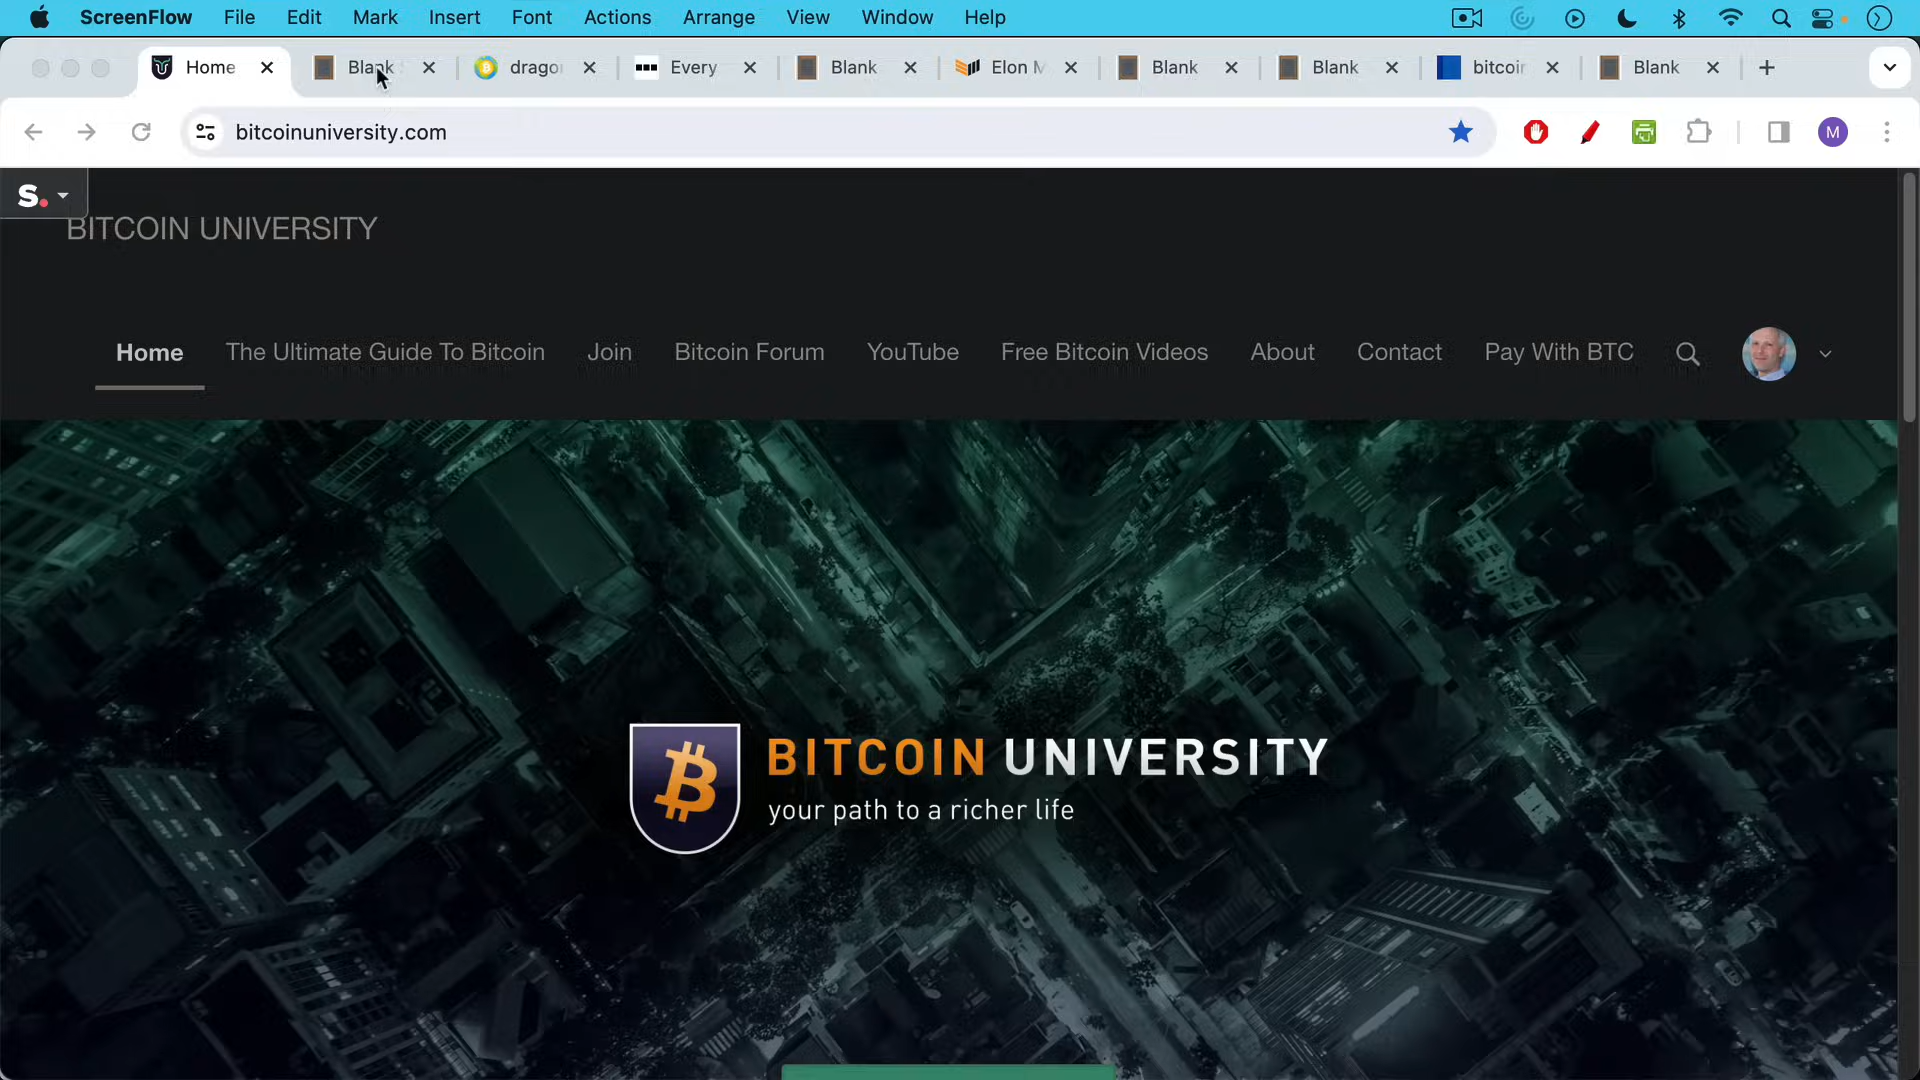 ScreenFlow File Edit Mark Insert Font Actions Arrange View Window Help
Home Blank drago Every Blank Elon M Blank Blank bitcoin Blank
bitcoinuniversity.com M
S.
BITCOIN UNIVERSITY
Home The Ultimate Guide To Bitcoin Join Bitcoin Forum YouTube Free Bitcoin Videos About Contact Pay With BTC
BITCOIN UNIVERSITY
your path to a richer life